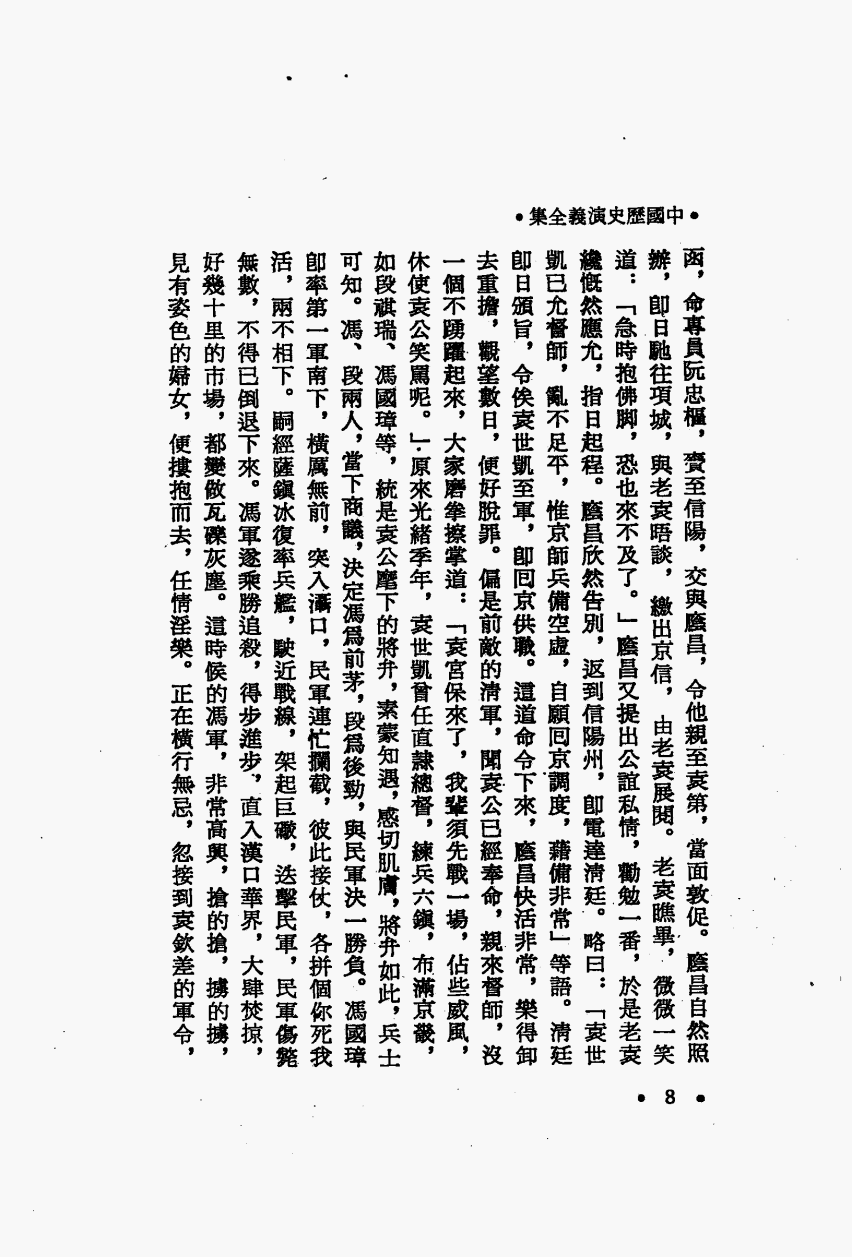 •中國歷史演義全集•
函，命專員阮忠樞，賫至信陽，交與廕昌，令他親至袁第，當面敦促。廕昌自然照
辦，卽日馳往項城，與老袁晤談，繳出京信，由老袁展閱。老袁瞧畢，微微一笑
道：「急時抱佛脚，恐也來不及了。」廕昌又提出公誼私情，勸勉一番，於是老袁
纔慨然應允，指日起程。廕昌欣然告別，返到信陽州，卽電達清廷。略曰：「袁世
凱已允督師，亂不足平，惟京師兵備空虛，自願回京調度，藉備非常」等語。清廷
卽日頒旨，令俟袁世凱至軍，卽回京供職。這道命令下來，廕昌快活非常，樂得卸
去重擔，觀望數日，便好脫罪。偏是前敵的清軍，聞袁公已經奉命，親來督師，沒
一個不踴躍起來，大家磨拳擦掌道：「袁宮保來了，我輩須先戰一場，佔些威風，
休使袁公笑罵呢。」原來光緒季年，袁世凱曾任直隸總督，練兵六鎮，布滿京畿，
如段祺瑞、馮國璋等，統是袁公麾下的將弁，素蒙知遇，感切肌膚，將弁如此，兵士
可知。馮、段兩人，當下商議，決定馮爲前茅，段爲後勁，與民軍決一勝負。馮國璋
卽率第一軍南下，橫厲無前，突入灄口，民軍連忙攔截，彼此接仗，各拼個你死我
活，兩不相下。嗣經薩鎮冰復率兵艦，駛近戰線，架起巨礮，迭擊民軍，民軍傷斃
無數，不得已倒退下來。馮軍遂乘勝追殺，得步進步，直入漢口華界，大肆焚掠，
好幾十里的市場，都變做瓦礫灰塵。這時候的馮軍，非常高興，搶的搶，擄的擄，
見有姿色的婦女，便摟抱而去，任情淫樂。正在橫行無忌，忽接到袁欽差的軍令，
• 8 •